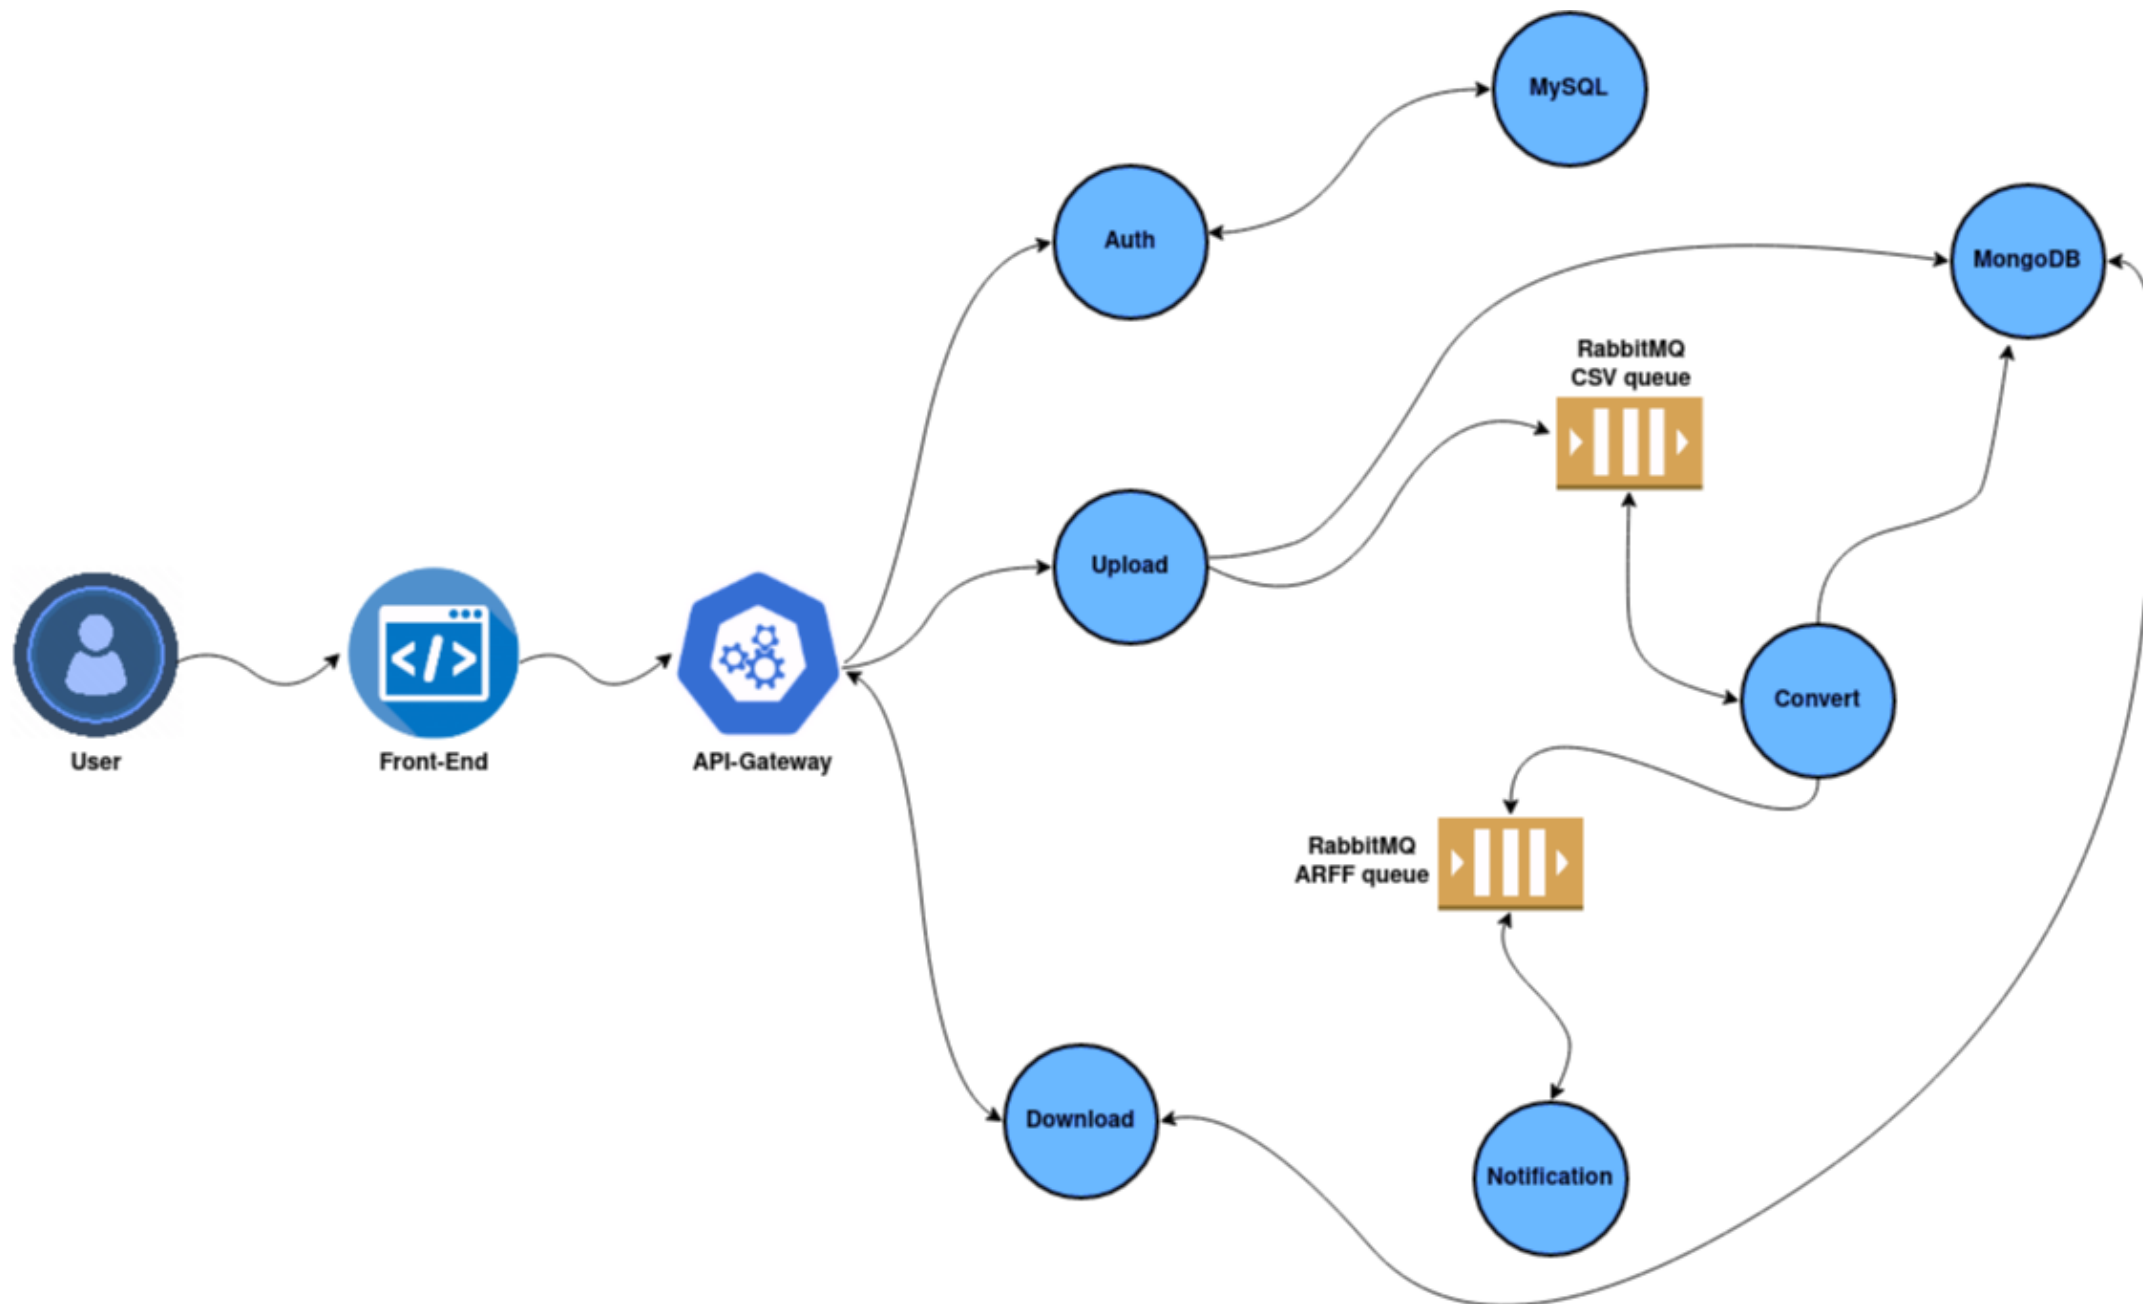 MySQL
Auth
MongoDB
RabbitMQ
CSV queue
Upload
</>
User
Front-End
API-Gateway
Convert
RabbitMQ
ARFF queue
Download
Notification